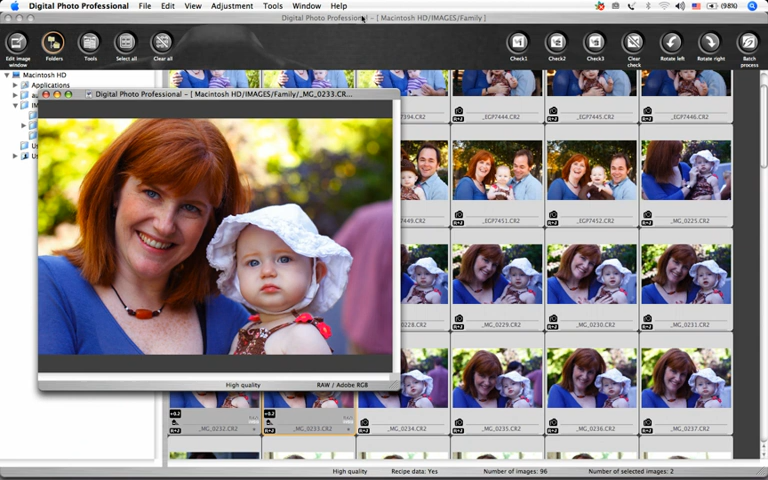 Digital Photo Professional File Edit View Adjustment Tools Window Help (98%)
Digital Photo Professional - [ Macintosh HD/IMAGES/Family ]
Edit image window
Folders
Tools
Select all
Clear all
Check1
Check2
Check3
Clear check
Rotate left
Rotate right
Batch process
Macintosh HD
Applications
Digital Photo Professional - [ Macintosh HD/IMAGES/Family/_MG_0233.CR...
_EGP7444.CR2
_EGP7445.CR2
_EGP7446.CR2
_EGP7451.CR2
_EGP7452.CR2
_MG_0225.CR2
_MG_0229.CR2
_MG_0230.CR2
_MG_0231.CR2
High quality RAW / Adobe RGB
_MG_0232.CR2
_MG_0233.CR2
_MG_0234.CR2
_MG_0235.CR2
_MG_0236.CR2
_MG_0237.CR2
High quality Recipe data: Yes Number of images: 96 Number of selected images: 2